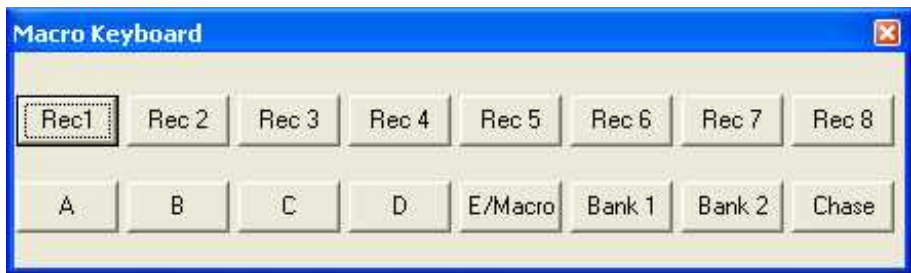 Macro Keyboard
Rec1 Rec 2 Rec 3 Rec 4 Rec 5 Rec 6 Rec 7 Rec 8
A B C D E/Macro Bank 1 Bank 2 Chase